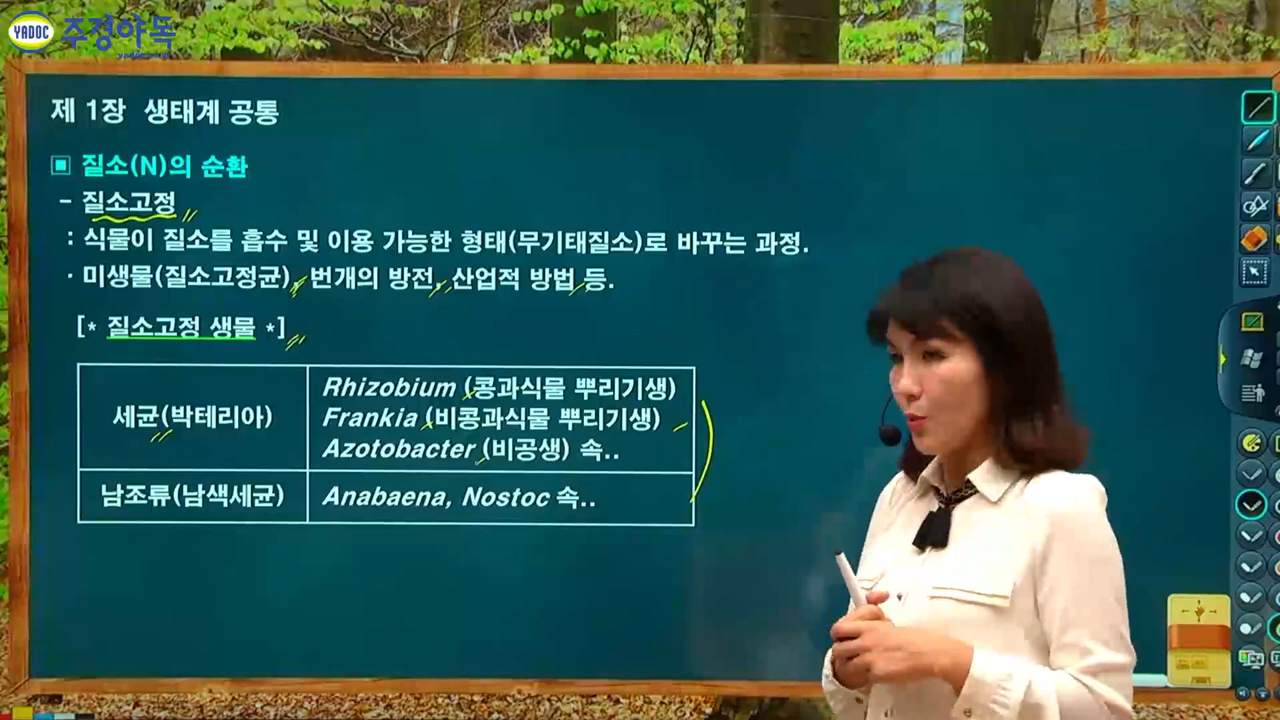 YADOC 주경야독
제 1장 생태계 공통
▣ 질소(N)의 순환
- 질소고정
: 식물이 질소를 흡수 및 이용 가능한 형태(무기태질소)로 바꾸는 과정.
· 미생물(질소고정균), 번개의 방전, 산업적 방법 등.
[* 질소고정 생물 *]
세균(박테리아)
Rhizobium (콩과식물 뿌리기생)
Frankia (비콩과식물 뿌리기생)
Azotobacter (비공생) 속..
남조류(남색세균)
Anabaena, Nostoc 속..